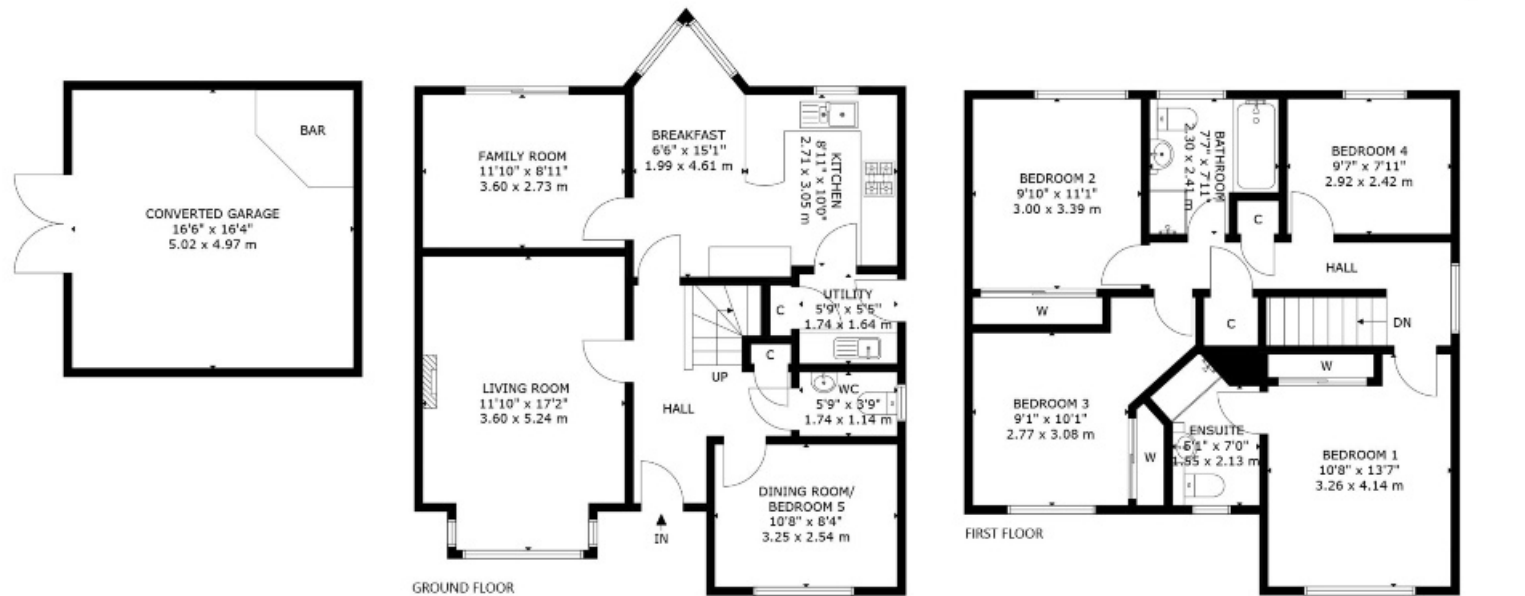 BAR
CONVERTED GARAGE
16'6" x 16'4"
5.02 x 4.97 m
FAMILY ROOM
11'10" x 8'11"
3.60 x 2.73 m
BREAKFAST
6'6" x 15'1"
1.99 x 4.61 m
KITCHEN
8'11" x 10'0"
2.71 x 3.05 m
UTILITY
5'9" x 5'5"
1.74 x 1.64 m
C
C
UP
LIVING ROOM
11'10" x 17'2"
3.60 x 5.24 m
HALL
WC
5'9" x 3'9"
1.74 x 1.14 m
DINING ROOM/
BEDROOM 5
10'8" x 8'4"
3.25 x 2.54 m
IN
GROUND FLOOR
BEDROOM 2
9'10" x 11'1"
3.00 x 3.39 m
BATHROOM
7'7" x 7'11"
2.30 x 2.41 m
BEDROOM 4
9'7" x 7'11"
2.92 x 2.42 m
C
HALL
W
C
DN
W
BEDROOM 3
9'1" x 10'1"
2.77 x 3.08 m
W
ENSUITE
5'1" x 7'0"
1.55 x 2.13 m
BEDROOM 1
10'8" x 13'7"
3.26 x 4.14 m
FIRST FLOOR